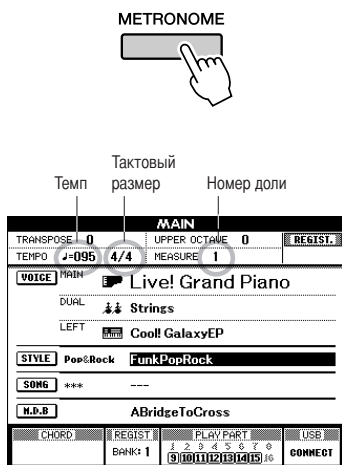 METRONOME
Тактовый
Темп размер Номер доли
MAIN
TRANSPOSE 0 UPPER OCTAVE 0 REGIST.
TEMPO ♩=095 4/4 MEASURE 1
VOICE MAIN Live! Grand Piano
DUAL Strings
LEFT Cool! GalaxyEP
STYLE Pop&Rock FunkPopRock
SONG *** ---
M.D.B ABridgeToCross
CHORD REGIST PLAY PART USB
BANK: 1 1 2 3 4 5 6 7 8 CONNECT
9 10 11 12 13 14 15 16